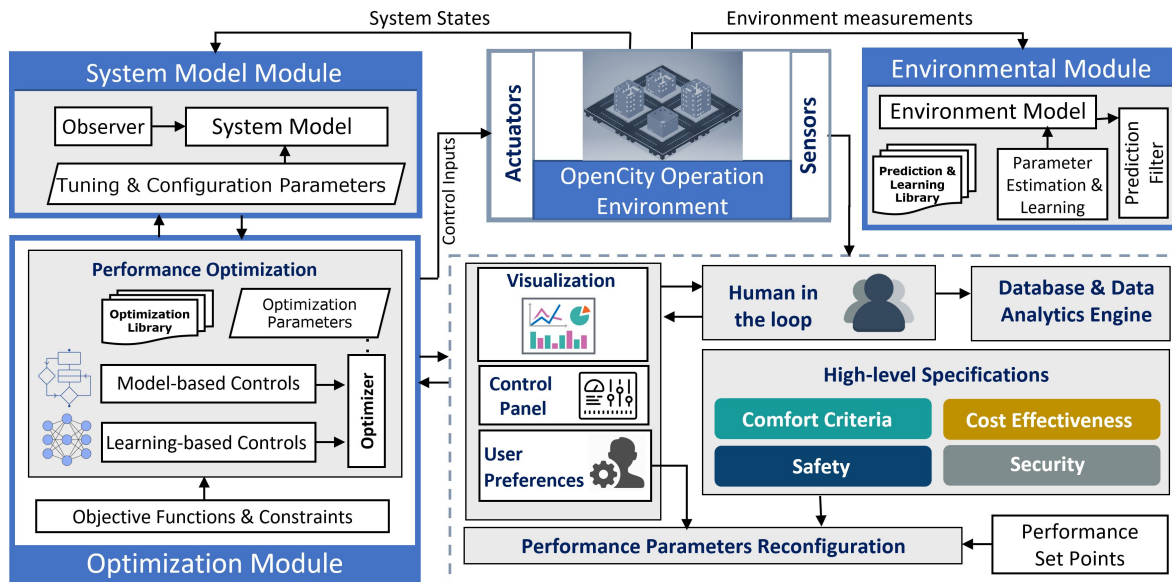 System States
Environment measurements
System Model Module
Observer
System Model
Tuning & Configuration Parameters
Control Inputs
Actuators
Sensors
OpenCity Operation
Environment
Environmental Module
Environment Model
Prediction &
Learning
Library
Parameter
Estimation &
Learning
Prediction
Filter
Performance Optimization
Optimization
Library
Optimization
Parameters
Model-based Controls
Learning-based Controls
Optimizer
Objective Functions & Constraints
Optimization Module
Visualization
Control
Panel
User
Preferences
Human in
the loop
Database & Data
Analytics Engine
High-level Specifications
Comfort Criteria
Cost Effectiveness
Safety
Security
Performance Parameters Reconfiguration
Performance
Set Points